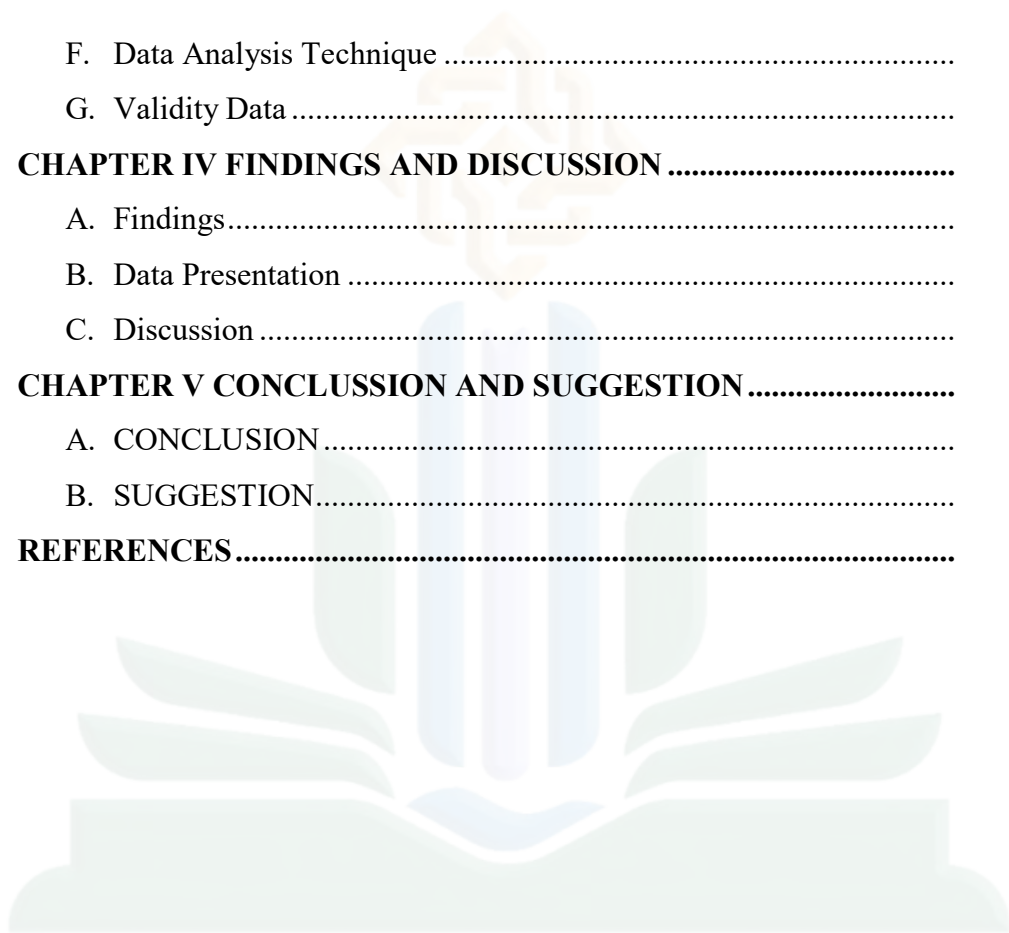 F. Data Analysis Technique ................................................................
G. Validity Data ...................................................................................
CHAPTER IV FINDINGS AND DISCUSSION ...................................
A. Findings...........................................................................................
B. Data Presentation ............................................................................
C. Discussion .......................................................................................
CHAPTER V CONCLUSSION AND SUGGESTION .........................
A. CONCLUSION...............................................................................
B. SUGGESTION................................................................................
REFERENCES..........................................................................................